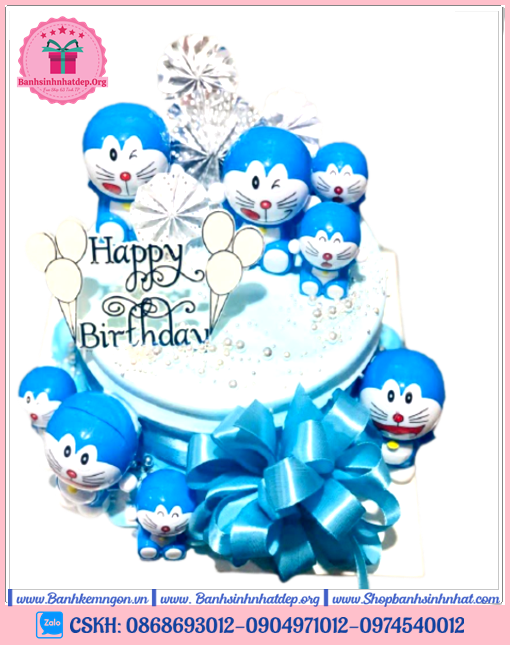 Banhsinhnhatdep.Org
Happy
Birthday
www.Banhkemngon.vn | www. Banhsinhnhatdep.org | www.Shopbanhsinhnhat.com
Zalo CSKH: 0868693012-0904971012-0974540012